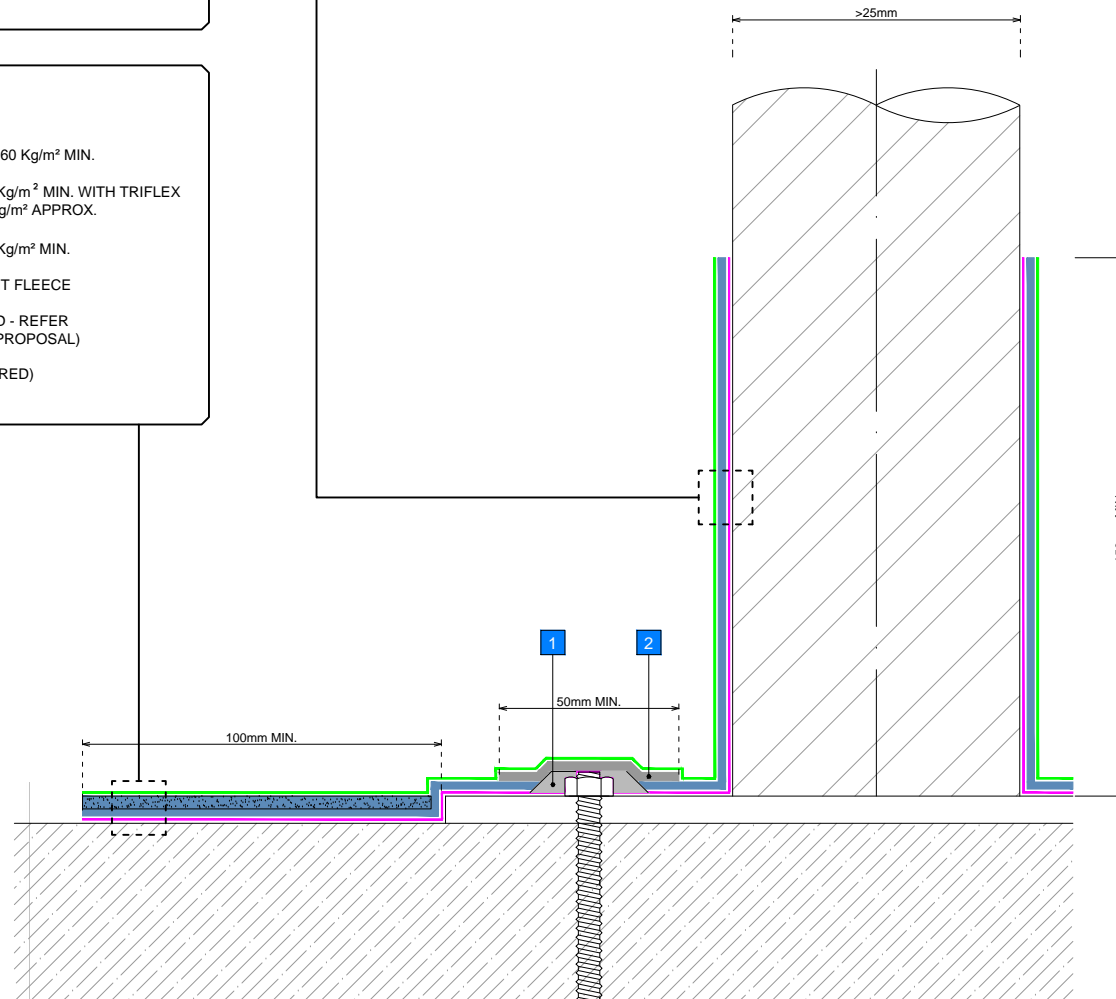 >25mm
60 Kg/m² MIN.
Kg/m² MIN. WITH TRIFLEX
g/m² APPROX.
Kg/m² MIN.
T FLEECE
- REFER
PROPOSAL)
RED)
1
2
50mm MIN.
100mm MIN.